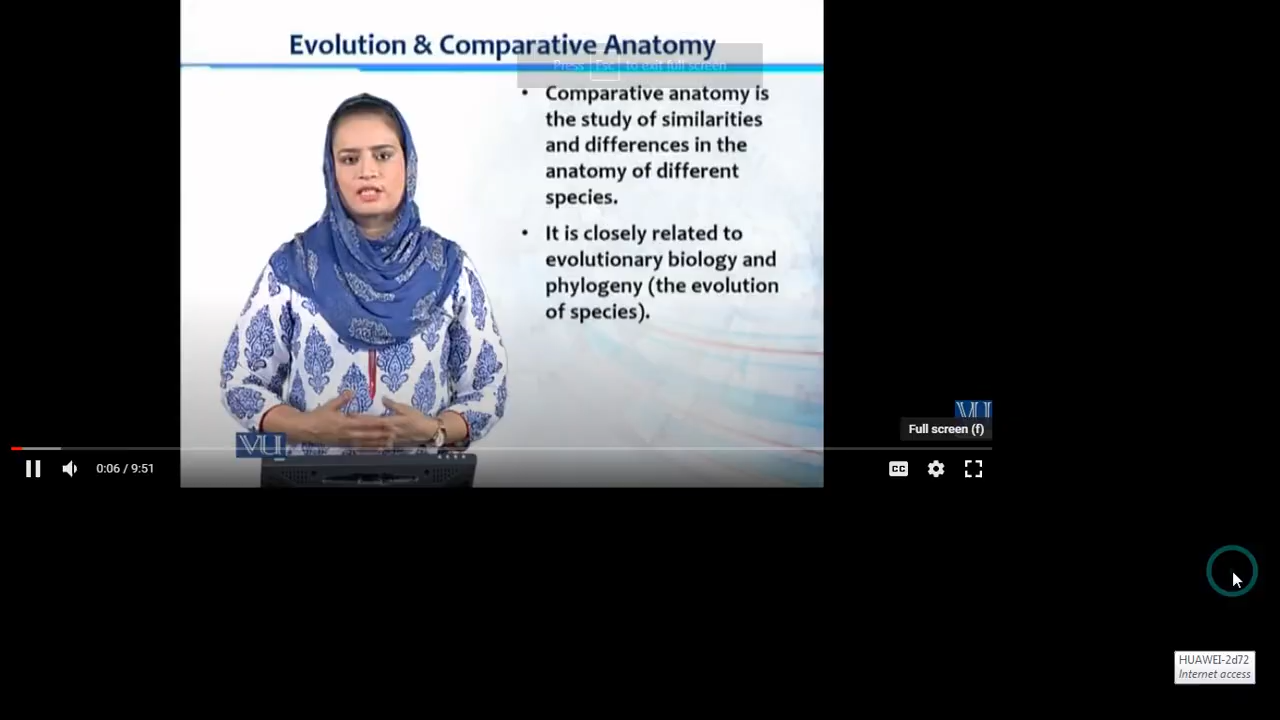 Evolution & Comparative Anatomy
Press Esc to exit full screen
• Comparative anatomy is
the study of similarities
and differences in the
anatomy of different
species.
• It is closely related to
evolutionary biology and
phylogeny (the evolution
of species).
VU
Full screen (f)
VU
0:06 / 9:51
CC
HUAWEI-2d72
Internet access